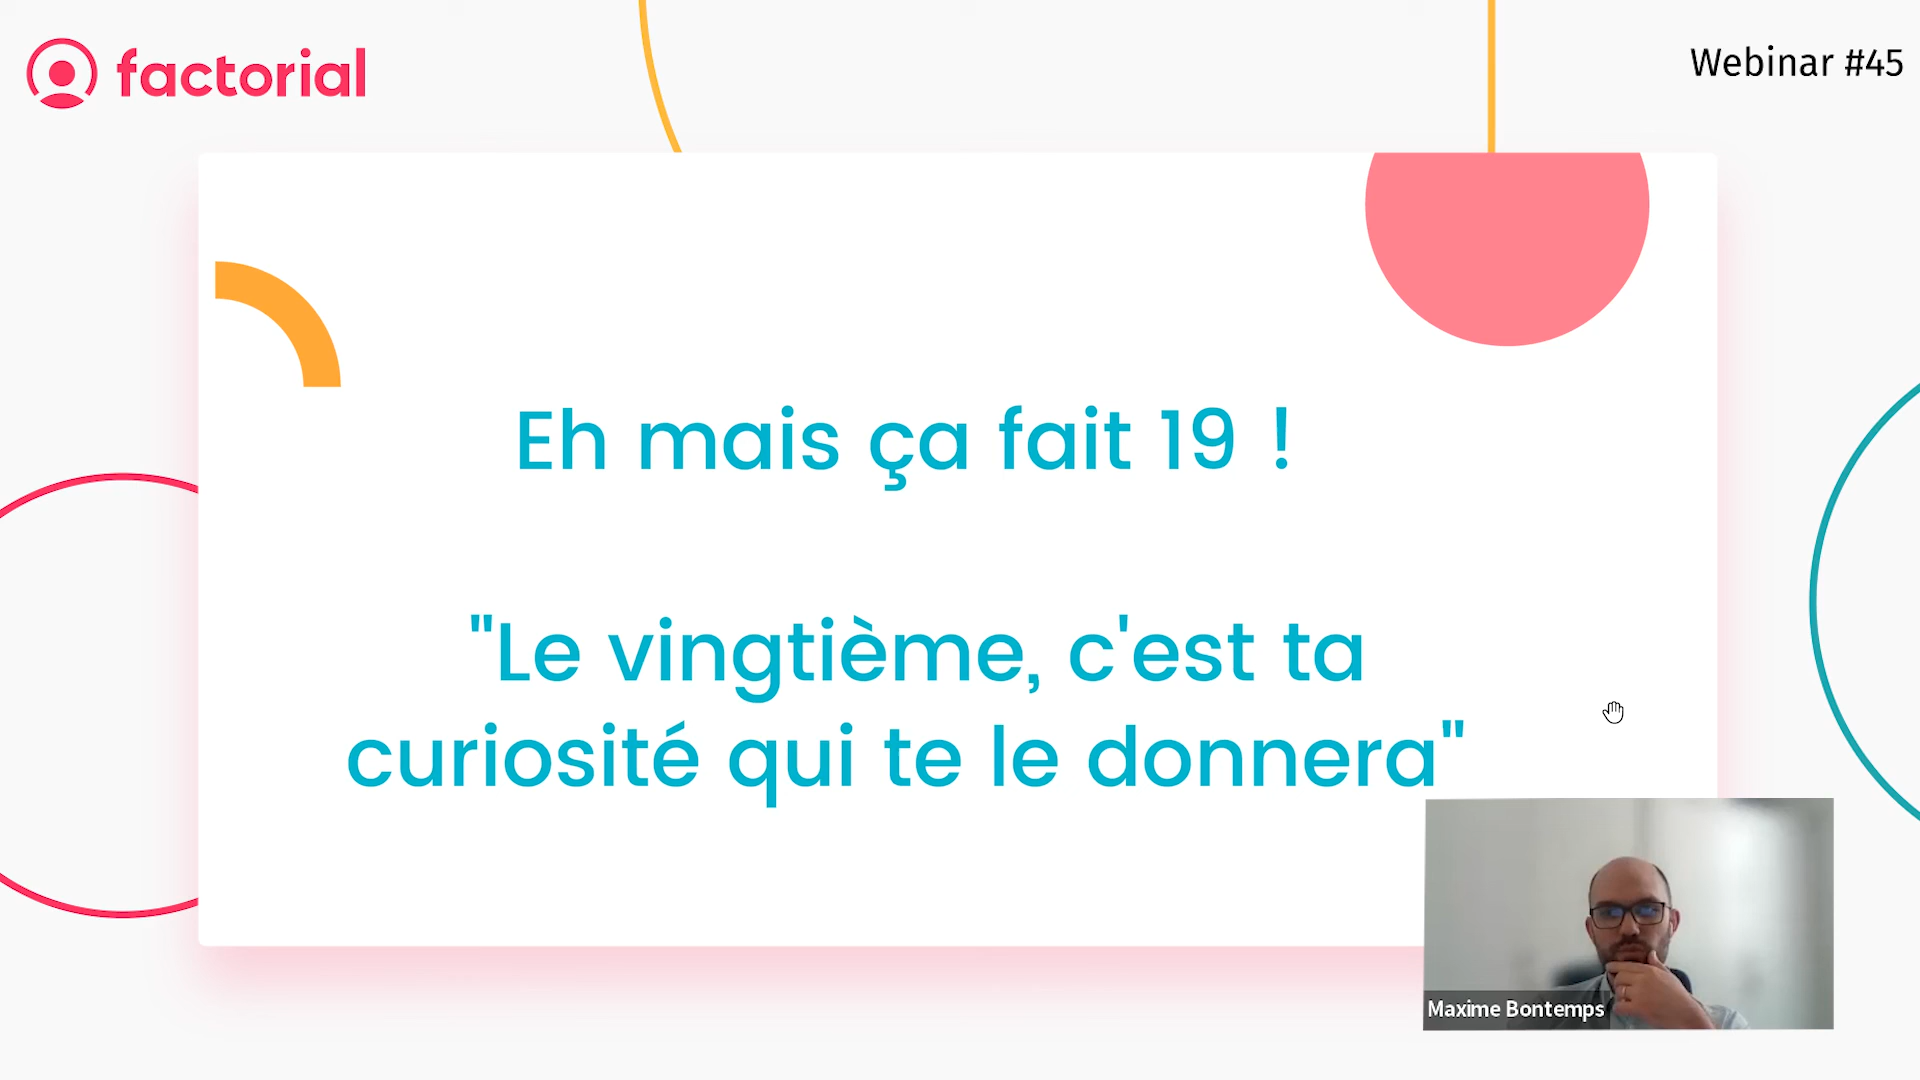 factorial
Webinar #45
Eh mais ça fait 19 !
"Le vingtième, c'est ta
curiosité qui te le donnera"
Maxime Bontemps